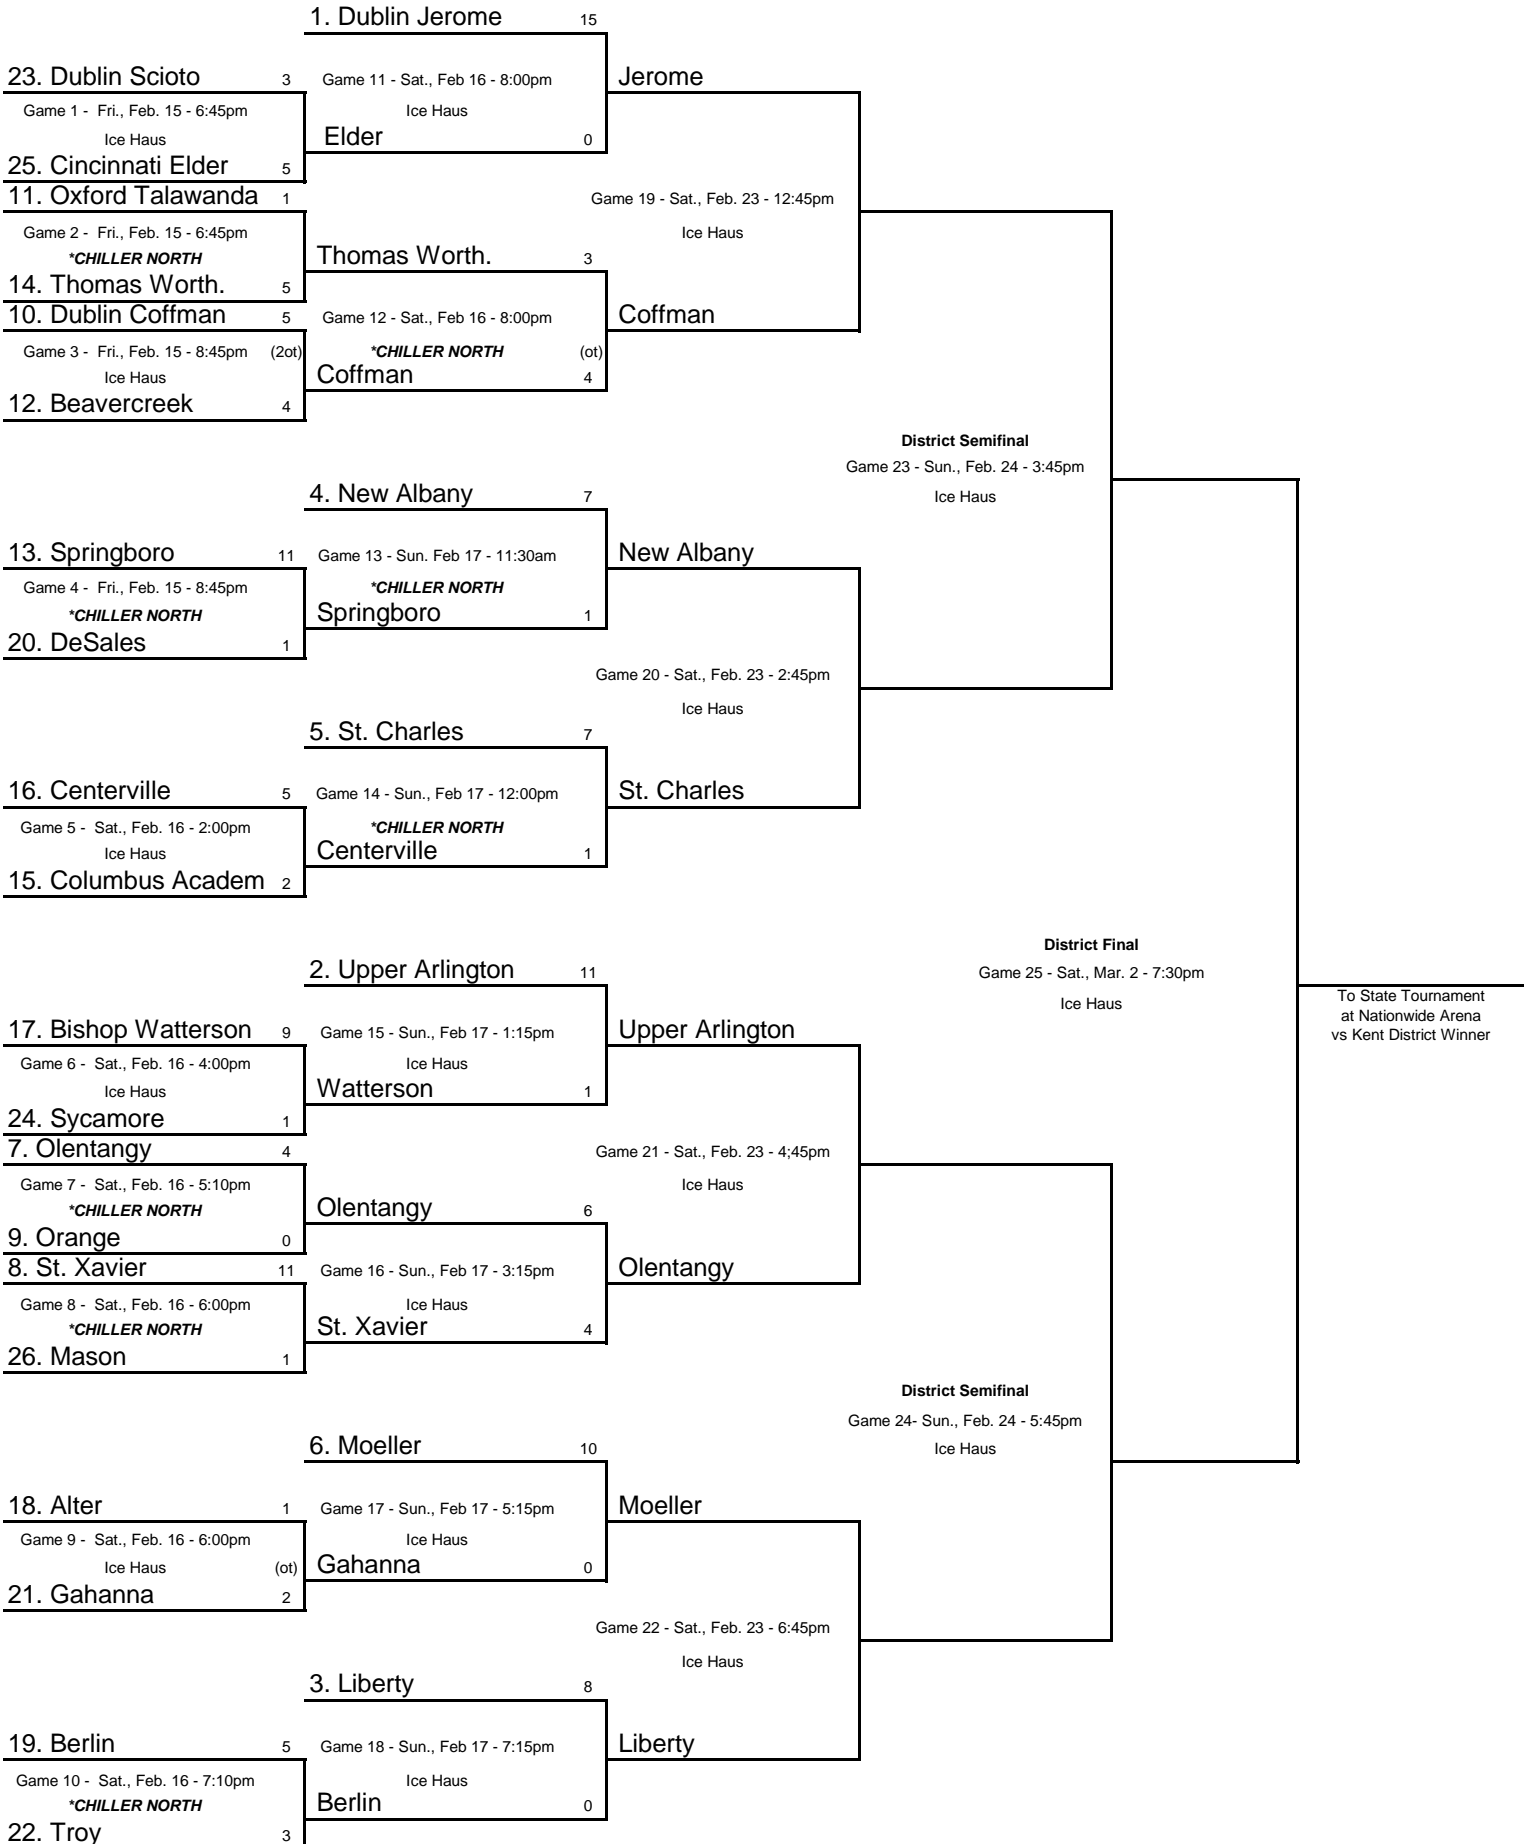 1. Dublin Jerome 15
23. Dublin Scioto 3
Game 11 - Sat., Feb 16 - 8:00pm
Jerome
Game 1 - Fri., Feb. 15 - 6:45pm
Ice Haus
Ice Haus
Elder 0
25. Cincinnati Elder 5
11. Oxford Talawanda 1
Game 19 - Sat., Feb. 23 - 12:45pm
Game 2 - Fri., Feb. 15 - 6:45pm
Ice Haus
*CHILLER NORTH
Thomas Worth. 3
14. Thomas Worth. 5
10. Dublin Coffman 5
Game 12 - Sat., Feb 16 - 8:00pm
Coffman
Game 3 - Fri., Feb. 15 - 8:45pm (2ot)
*CHILLER NORTH (ot)
Ice Haus
Coffman 4
12. Beavercreek 4
District Semifinal
Game 23 - Sun., Feb. 24 - 3:45pm
Ice Haus
4. New Albany 7
13. Springboro 11
Game 13 - Sun. Feb 17 - 11:30am
New Albany
Game 4 - Fri., Feb. 15 - 8:45pm
*CHILLER NORTH
*CHILLER NORTH
Springboro 1
20. DeSales 1
Game 20 - Sat., Feb. 23 - 2:45pm
Ice Haus
5. St. Charles 7
16. Centerville 5
Game 14 - Sun., Feb 17 - 12:00pm
St. Charles
Game 5 - Sat., Feb. 16 - 2:00pm
*CHILLER NORTH
Ice Haus
Centerville 1
15. Columbus Academ 2
District Final
2. Upper Arlington 11
Game 25 - Sat., Mar. 2 - 7:30pm
Ice Haus
To State Tournament
at Nationwide Arena
vs Kent District Winner
17. Bishop Watterson 9
Game 15 - Sun., Feb 17 - 1:15pm
Upper Arlington
Game 6 - Sat., Feb. 16 - 4:00pm
Ice Haus
Ice Haus
Watterson 1
24. Sycamore 1
7. Olentangy 4
Game 21 - Sat., Feb. 23 - 4;45pm
Game 7 - Sat., Feb. 16 - 5:10pm
Ice Haus
*CHILLER NORTH
Olentangy 6
9. Orange 0
8. St. Xavier 11
Game 16 - Sun., Feb 17 - 3:15pm
Olentangy
Game 8 - Sat., Feb. 16 - 6:00pm
Ice Haus
*CHILLER NORTH
St. Xavier 4
26. Mason 1
District Semifinal
Game 24- Sun., Feb. 24 - 5:45pm
Ice Haus
6. Moeller 10
18. Alter 1
Game 17 - Sun., Feb 17 - 5:15pm
Moeller
Game 9 - Sat., Feb. 16 - 6:00pm
Ice Haus
Ice Haus (ot)
Gahanna 0
21. Gahanna 2
Game 22 - Sat., Feb. 23 - 6:45pm
Ice Haus
3. Liberty 8
19. Berlin 5
Game 18 - Sun., Feb 17 - 7:15pm
Liberty
Game 10 - Sat., Feb. 16 - 7:10pm
Ice Haus
*CHILLER NORTH
Berlin 0
22. Troy 3